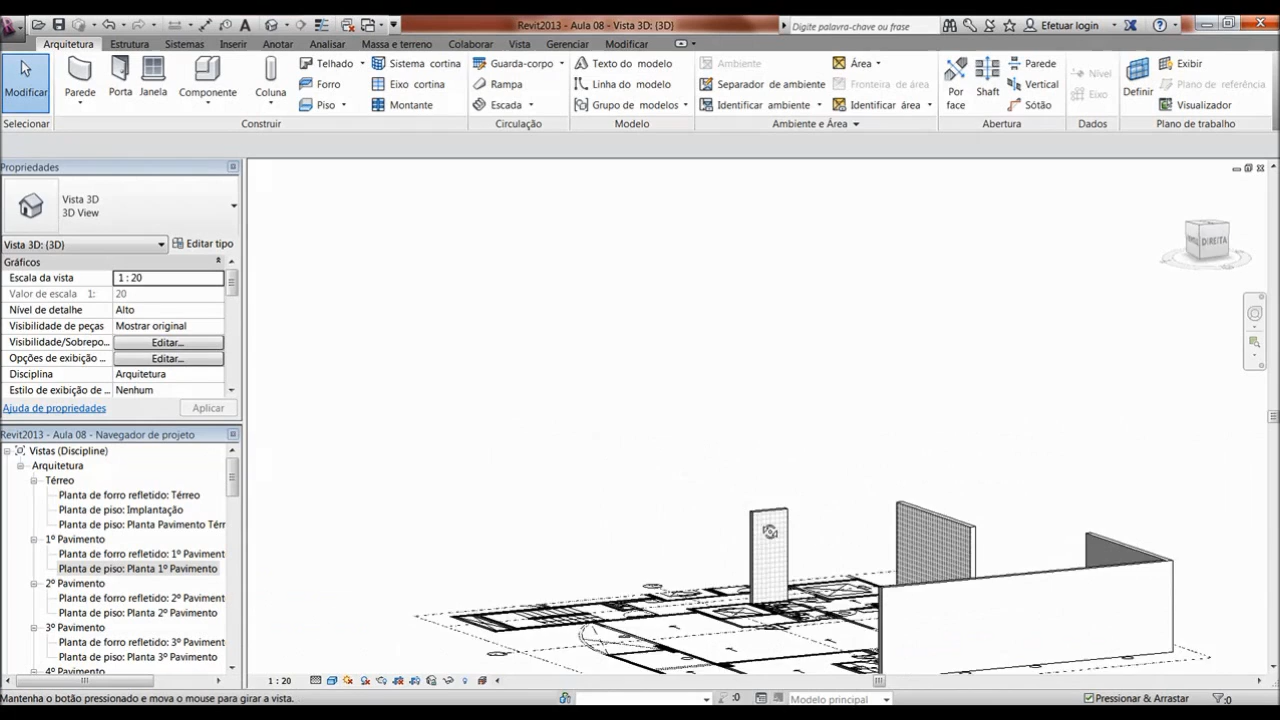 Revit2013 - Aula 08 - Vista 3D: {3D}
Digite palavra-chave ou frase
Efetuar login
Arquitetura Estrutura Sistemas Inserir Anotar Analisar Massa e terreno Colaborar Vista Gerenciar Modificar
Modificar
Parede
Porta
Janela
Componente
Coluna
Telhado
Forro
Piso
Sistema cortina
Eixo cortina
Montante
Guarda-corpo
Rampa
Escada
Texto do modelo
Linha do modelo
Grupo de modelos
Ambiente
Separador de ambiente
Identificar ambiente
Área
Fronteira de área
Identificar área
Por
face
Shaft
Parede
Vertical
Sótão
Nível
Eixo
Definir
Exibir
Plano de referência
Visualizador
Selecionar
Construir
Circulação
Modelo
Ambiente e Área
Abertura
Dados
Plano de trabalho
Propriedades
Vista 3D
3D View
Vista 3D: {3D}
Editar tipo
Gráficos
Escala da vista 1 : 20
Valor de escala 1: 20
Nível de detalhe Alto
Visibilidade de peças Mostrar original
Visibilidade/Sobrepo... Editar...
Opções de exibição ... Editar...
Disciplina Arquitetura
Estilo de exibição de ... Nenhum
Ajuda de propriedades
Aplicar
Revit2013 - Aula 08 - Navegador de projeto
Vistas (Discipline)
Arquitetura
Térreo
Planta de forro refletido: Térreo
Planta de piso: Implantação
Planta de piso: Planta Pavimento Térr
1º Pavimento
Planta de forro refletido: 1º Paviment
Planta de piso: Planta 1º Pavimento
2º Pavimento
Planta de forro refletido: 2º Paviment
Planta de piso: Planta 2º Pavimento
3º Pavimento
Planta de forro refletido: 3º Paviment
Planta de piso: Planta 3º Pavimento
4º Pavimento
DIREITA
1 : 20
Mantenha o botão pressionado e mova o mouse para girar a vista.
:0
Modelo principal
Pressionar & Arrastar
:0